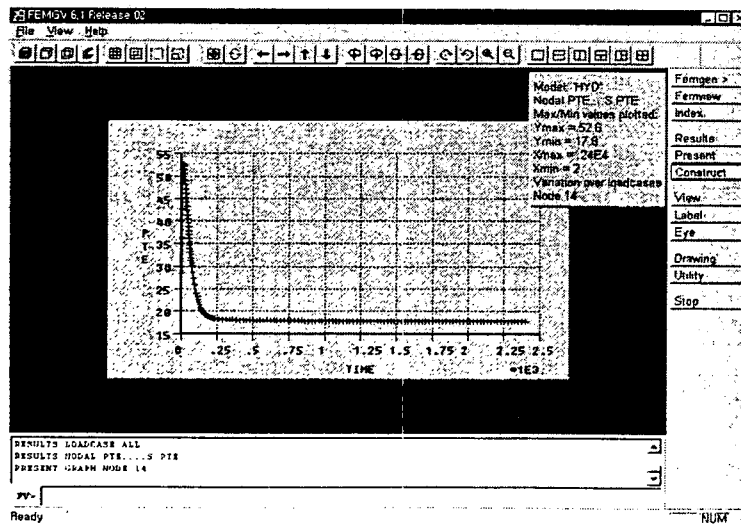 FEMGV 6.1 Release 02
File View Help
Model: "HYD"
Nodal PTE....S PTE
Max/Min values plotted:
Ymax = 52.6
Ymin = 17.8
Xmax = .24E4
Xmin = 2
Variation over loadcases
Node 14
Femgen >
Femview
Index.
Results
Present
Construct
View
Label
Eye
Drawing
Utility
Stop
55
50
45
40
PTE
35
30
25
20
15
0 .25 .5 .75 1 1.25 1.5 1.75 2 2.25 2.5
TIME *1E3.
RESULTS LOADCASE ALL
RESULTS NODAL PTE....S PTE
PRESENT GRAPH NODE 14
FV-
Ready NUM